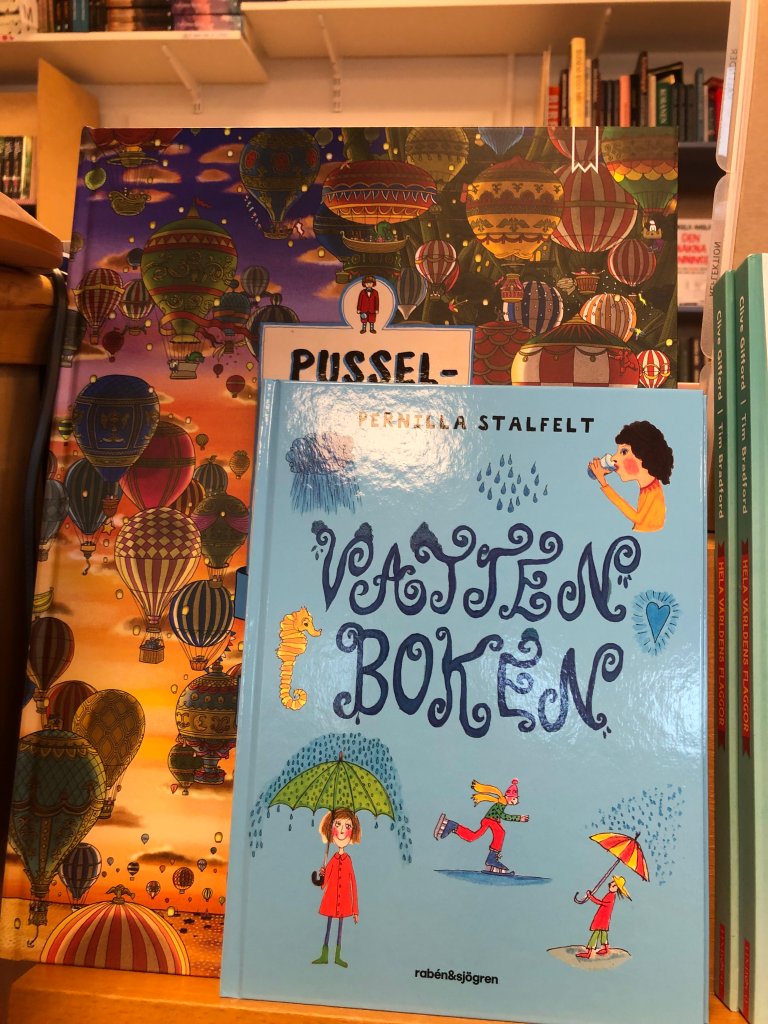 PUSSEL-
PERNILLA STALFELT
VATTEN
BOKEN
rabén&sjögren
Clive Gifford | Tim Bradford HELA VÄRLDENS FLAGGOR
Clive Gifford | Tim Bradford HELA VÄRLDENS FLAGGOR
DEN